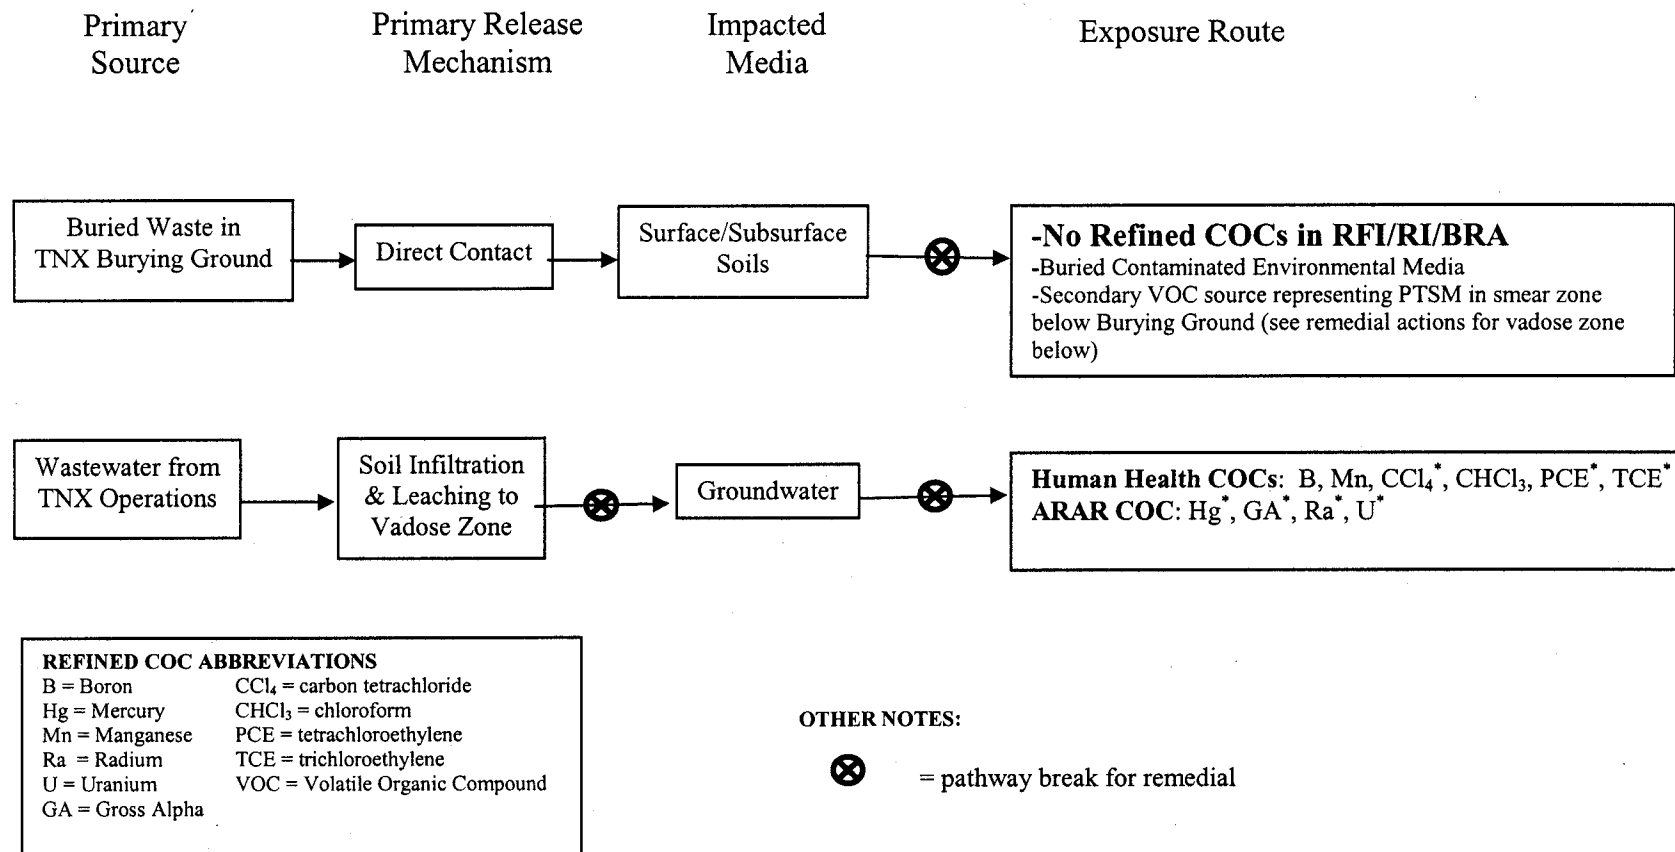 Primary Source
Primary Release Mechanism
Impacted Media
Exposure Route
Buried Waste in
TNX Burying Ground
Direct Contact
Surface/Subsurface
Soils
-No Refined COCs in RFI/RI/BRA
-Buried Contaminated Environmental Media
-Secondary VOC source representing PTSM in smear zone
below Burying Ground (see remedial actions for vadose zone
below)
Wastewater from
TNX Operations
Soil Infiltration
& Leaching to
Vadose Zone
Groundwater
Human Health COCs: B, Mn, CCl₄*, CHCl₃, PCE*, TCE*
ARAR COC: Hg*, GA*, Ra*, U*
REFINED COC ABBREVIATIONS
B = Boron CCl₄ = carbon tetrachloride
Hg = Mercury CHCl₃ = chloroform
Mn = Manganese PCE = tetrachloroethylene
Ra = Radium TCE = trichloroethylene
U = Uranium VOC = Volatile Organic Compound
GA = Gross Alpha
OTHER NOTES:
= pathway break for remedial